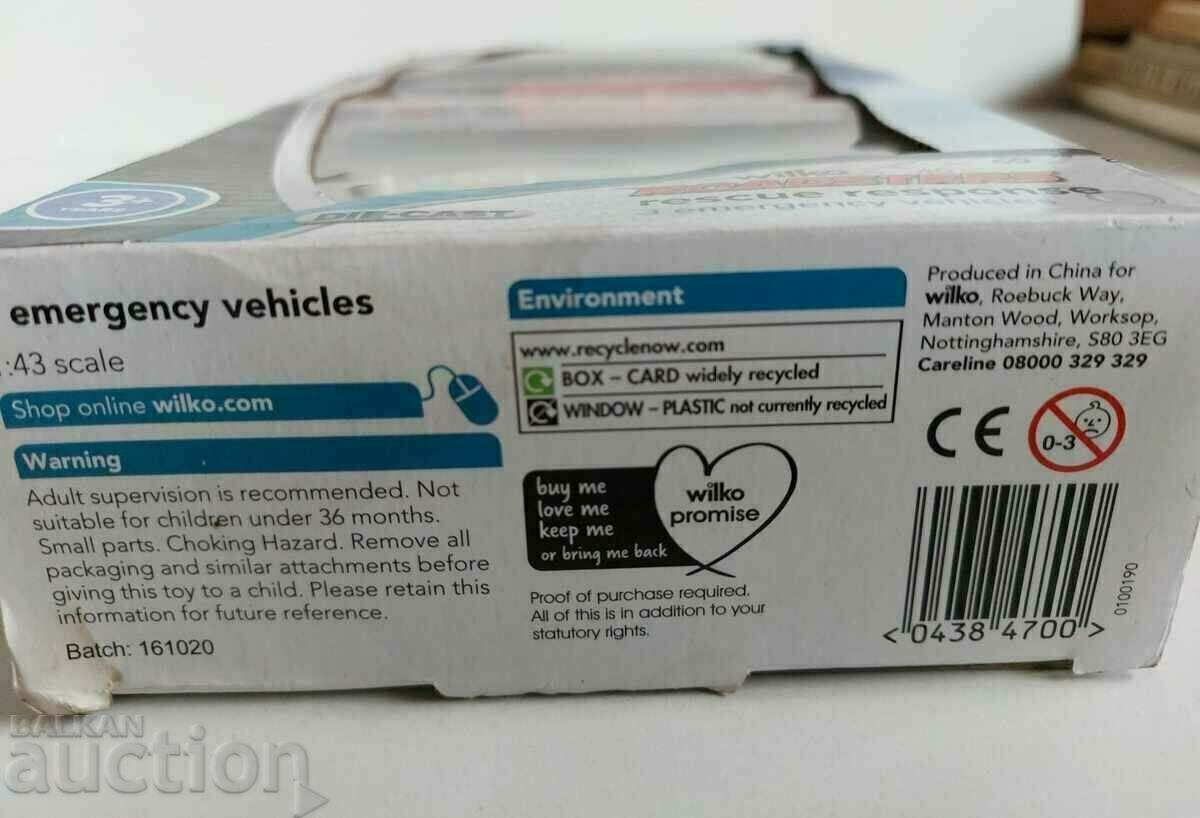 3+
YEARS
DIE-CAST
wilko
ROADSTERS
rescue response
3 emergency vehicles
emergency vehicles
:43 scale
Shop online wilko.com
Warning
Adult supervision is recommended. Not
suitable for children under 36 months.
Small parts. Choking Hazard. Remove all
packaging and similar attachments before
giving this toy to a child. Please retain this
information for future reference.
Batch: 161020
Environment
www.recyclenow.com
BOX – CARD widely recycled
WINDOW – PLASTIC not currently recycled
buy me
love me
keep me
or bring me back
wilko
promise
Proof of purchase required.
All of this is in addition to your
statutory rights.
Produced in China for
wilko, Roebuck Way,
Manton Wood, Worksop,
Nottinghamshire, S80 3EG
Careline 08000 329 329
CE
0-3
0100190
<0438 4700>
BALKAN
auction